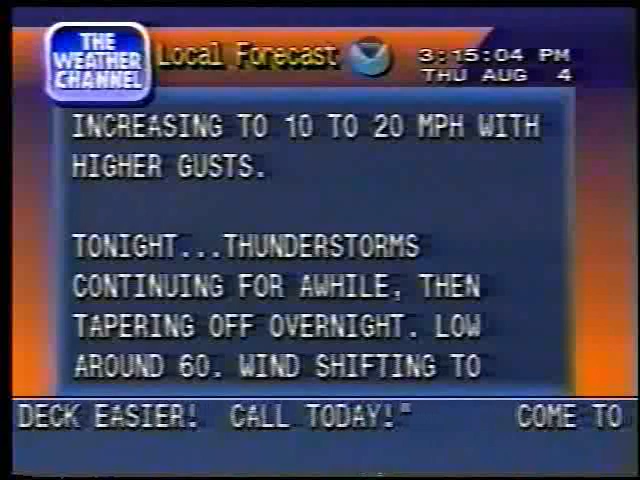 THE
WEATHER
CHANNEL
Local Forecast
3:15:04 PM
THU AUG 4
INCREASING TO 10 TO 20 MPH WITH
HIGHER GUSTS.
TONIGHT...THUNDERSTORMS
CONTINUING FOR AWHILE, THEN
TAPERING OFF OVERNIGHT. LOW
AROUND 60. WIND SHIFTING TO
DECK EASIER! CALL TODAY!" COME TO